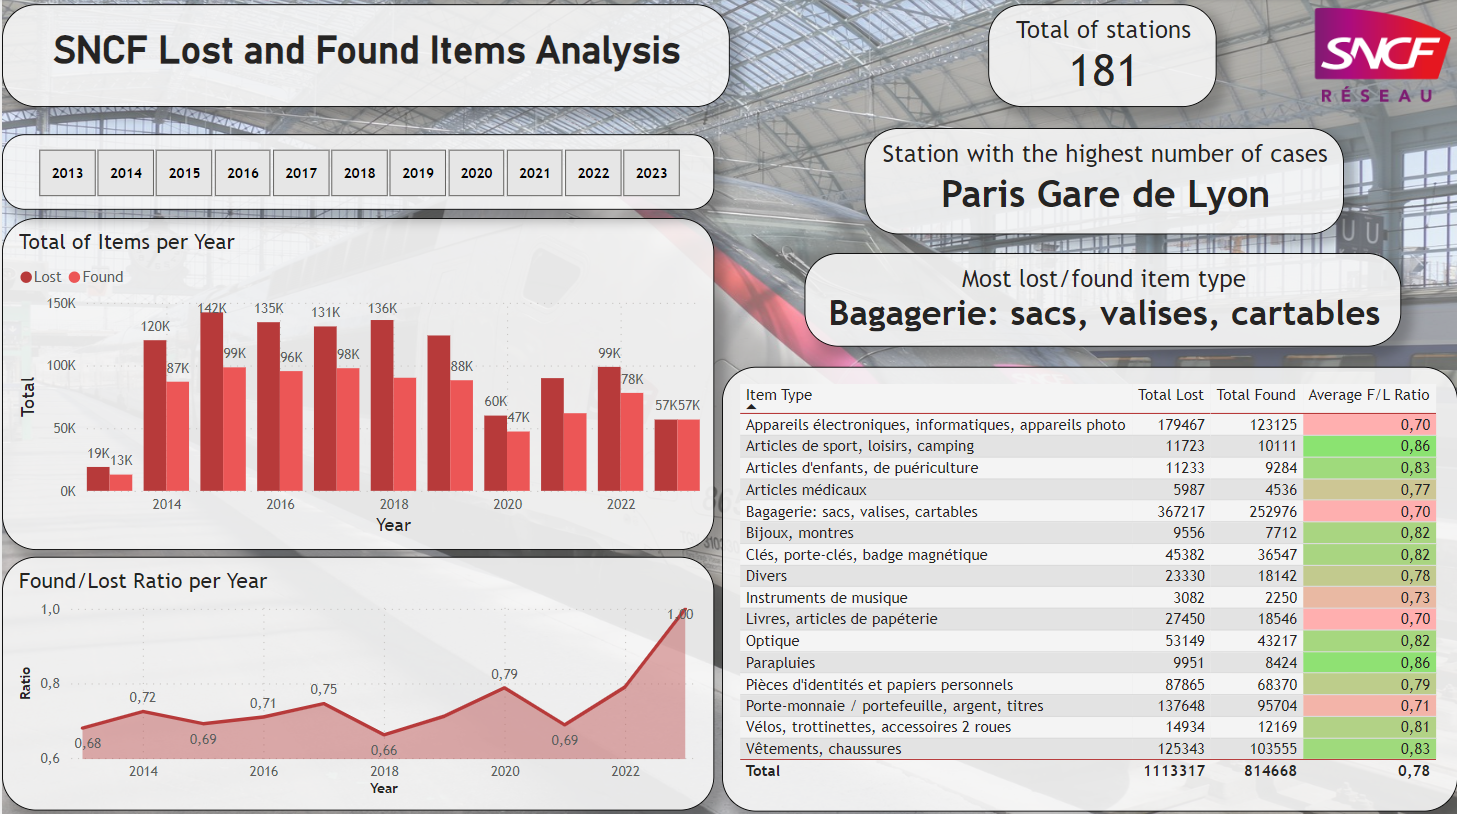 SNCF Lost and Found Items Analysis
Total of stations
181
SNCF
RÉSEAU
2013 2014 2015 2016 2017 2018 2019 2020 2021 2022 2023
Station with the highest number of cases
Paris Gare de Lyon
Most lost/found item type
Bagagerie: sacs, valises, cartables
Total of Items per Year
Lost Found
150K
100K
50K
0K
Total
19K 13K 120K 87K 142K 99K 135K 96K 131K 98K 136K 88K 60K 47K 99K 78K 57K 57K
2014 2016 2018 2020 2022
Year
Found/Lost Ratio per Year
1,0
0,8
0,6
Ratio
0,68 0,72 0,69 0,71 0,75 0,66 0,79 0,69 1,00
2014 2016 2018 2020 2022
Year
Item Type Total Lost Total Found Average F/L Ratio
Appareils électroniques, informatiques, appareils photo 179467 123125 0,70
Articles de sport, loisirs, camping 11723 10111 0,86
Articles d'enfants, de puériculture 11233 9284 0,83
Articles médicaux 5987 4536 0,77
Bagagerie: sacs, valises, cartables 367217 252976 0,70
Bijoux, montres 9556 7712 0,82
Clés, porte-clés, badge magnétique 45382 36547 0,82
Divers 23330 18142 0,78
Instruments de musique 3082 2250 0,73
Livres, articles de papéterie 27450 18546 0,70
Optique 53149 43217 0,82
Parapluies 9951 8424 0,86
Pièces d'identités et papiers personnels 87865 68370 0,79
Porte-monnaie / portefeuille, argent, titres 137648 95704 0,71
Vélos, trottinettes, accessoires 2 roues 14934 12169 0,81
Vêtements, chaussures 125343 103555 0,83
Total 1113317 814668 0,78